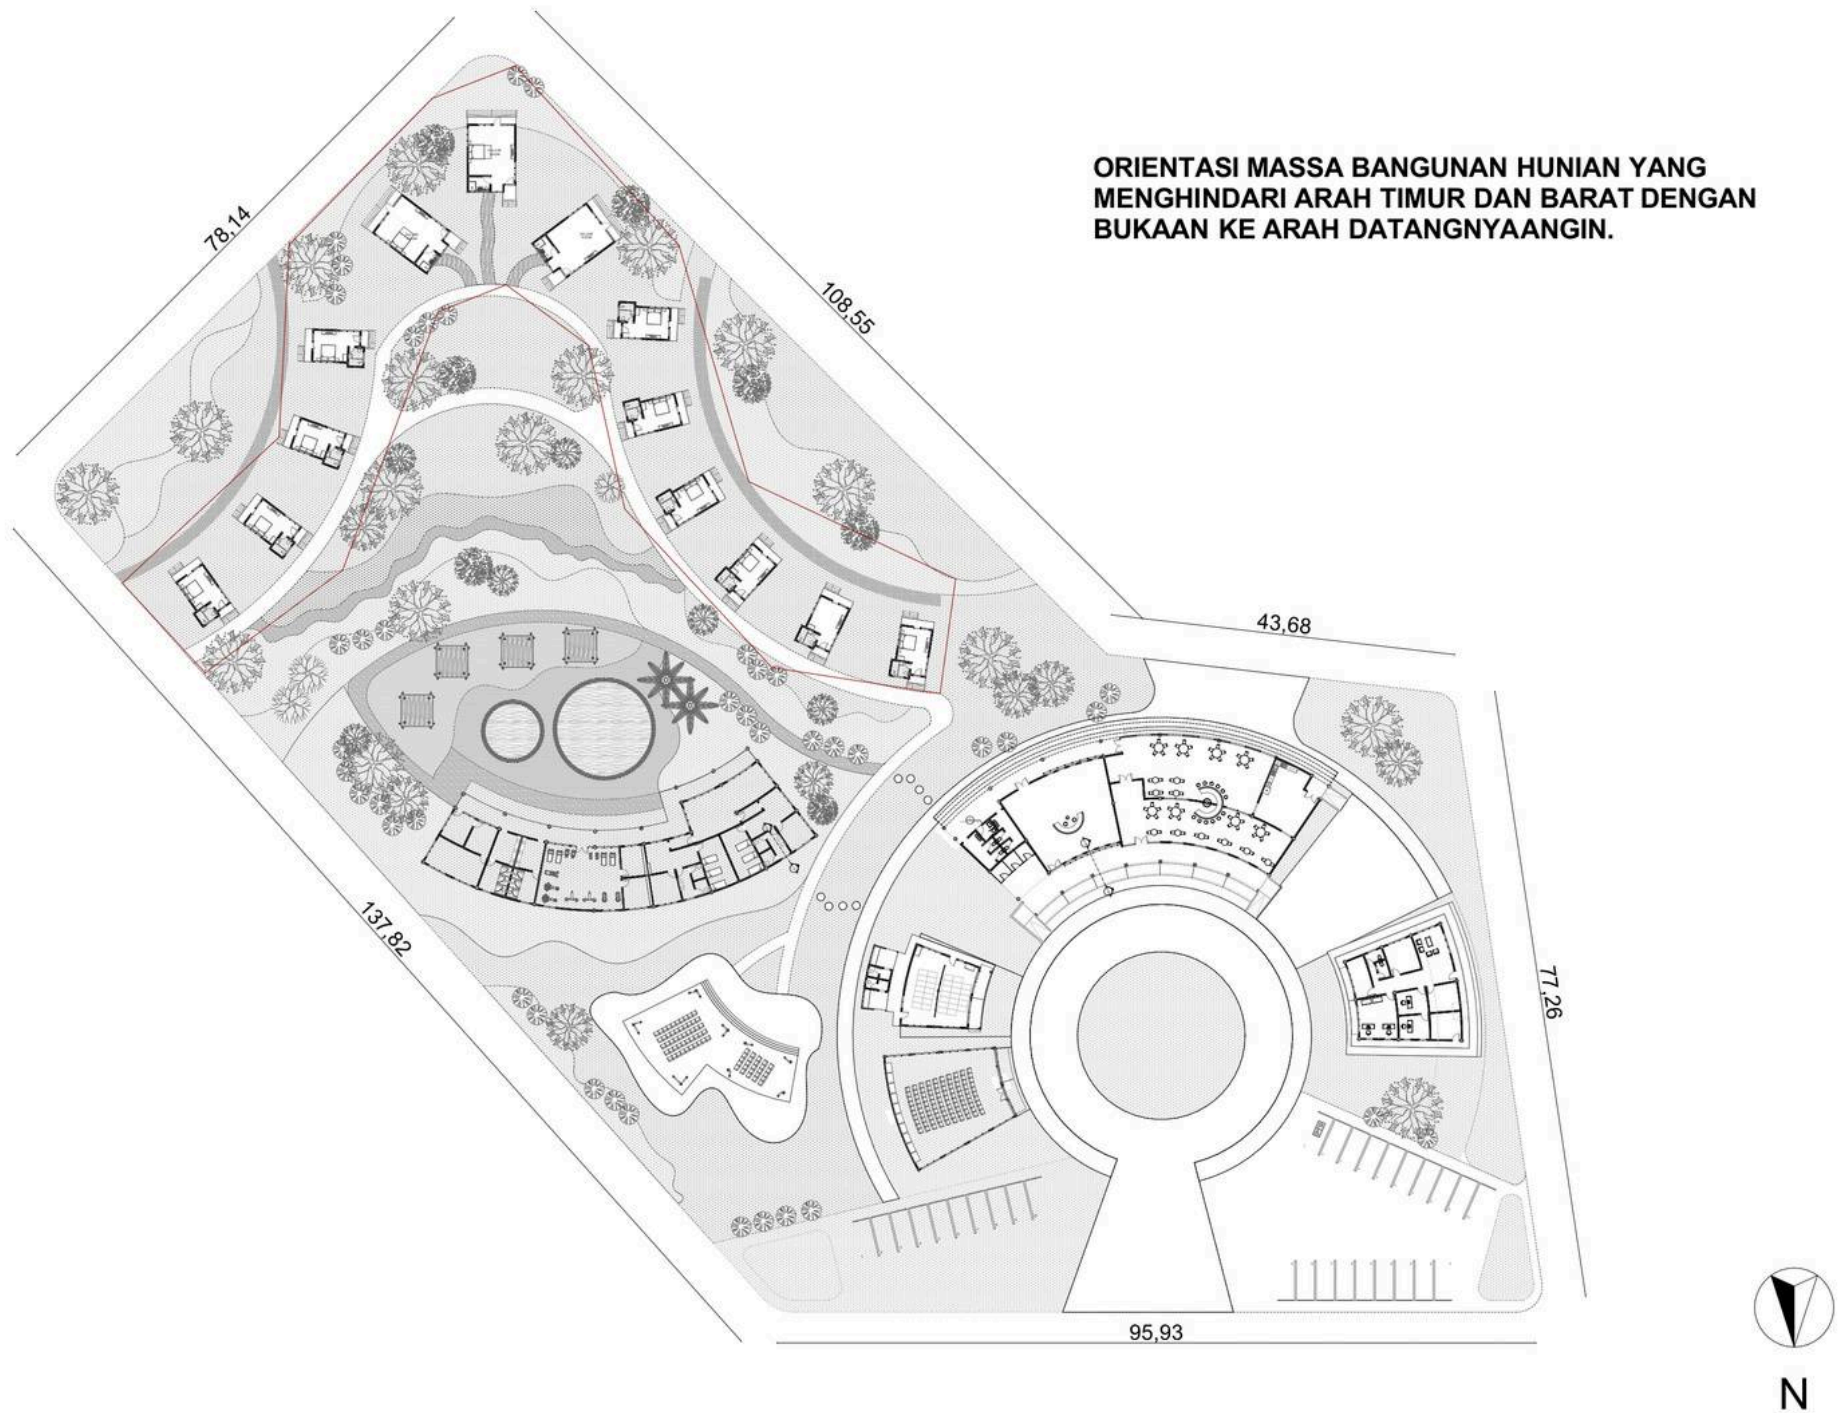 ORIENTASI MASSA BANGUNAN HUNIAN YANG
MENGHINDARI ARAH TIMUR DAN BARAT DENGAN
BUKAAN KE ARAH DATANGNYAANGIN.
78,14
108,55
43,68
137,82
77,26
95,93
N